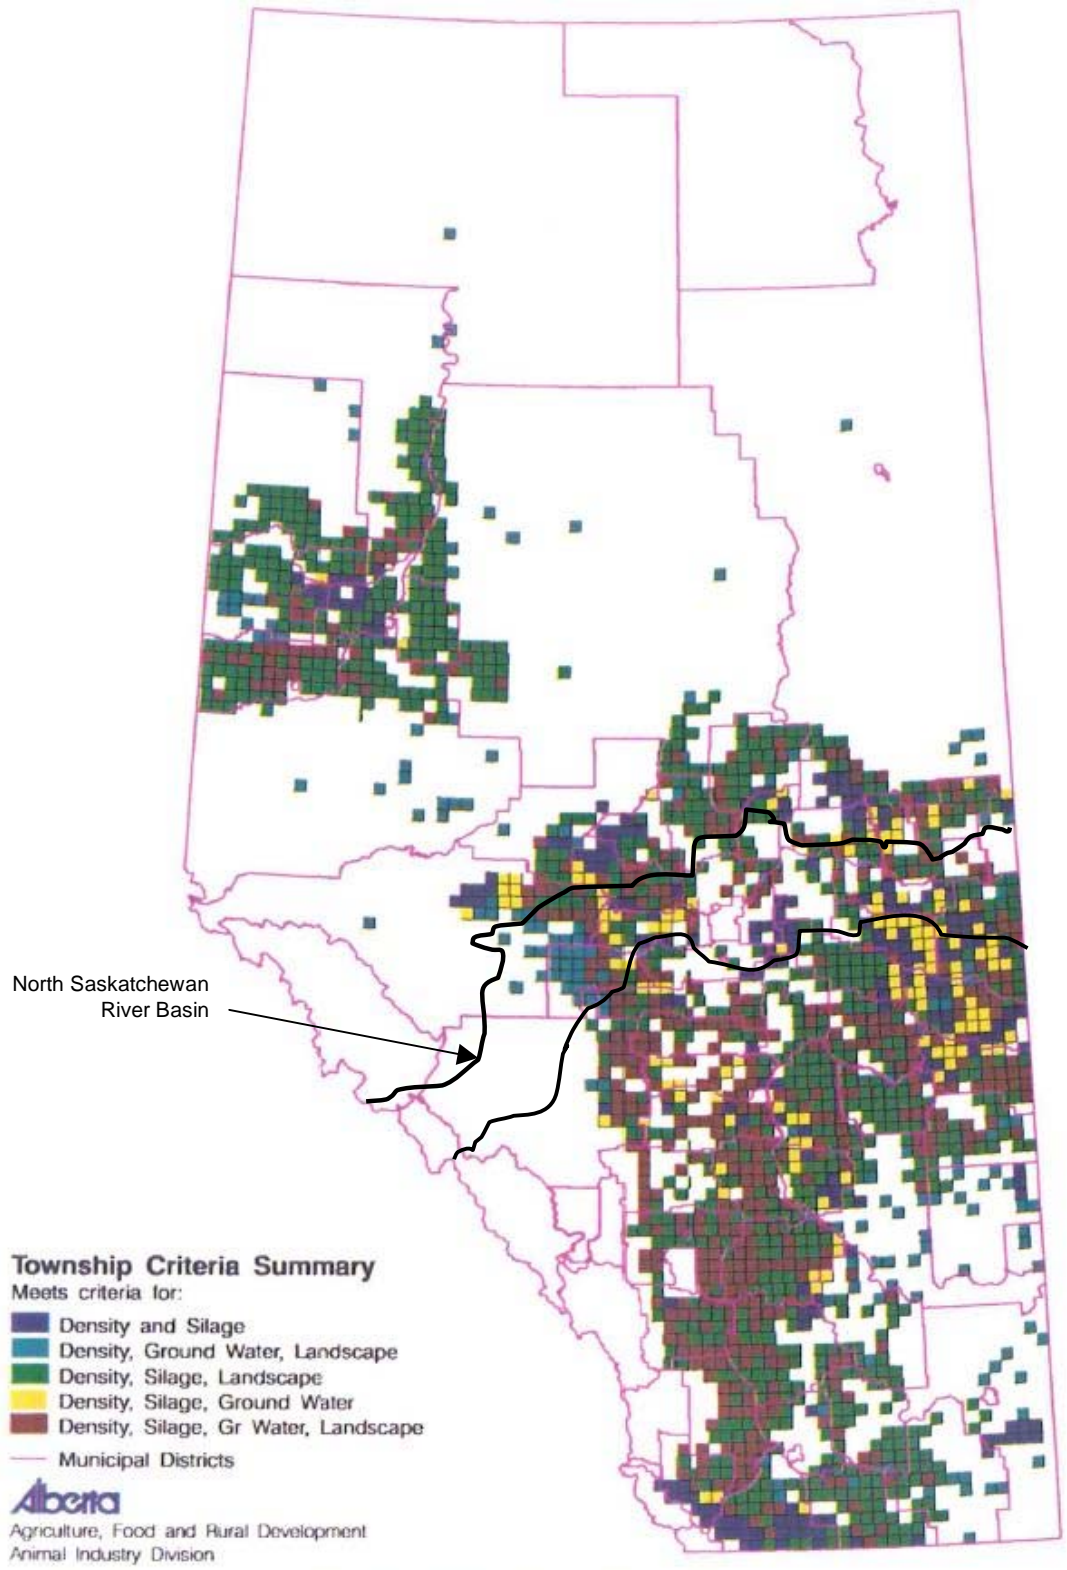 North Saskatchewan
River Basin
Township Criteria Summary
Meets criteria for:
Density and Silage
Density, Ground Water, Landscape
Density, Silage, Landscape
Density, Silage, Ground Water
Density, Silage, Gr Water, Landscape
Municipal Districts
Alberta
Agriculture, Food and Rural Development
Animal Industry Division